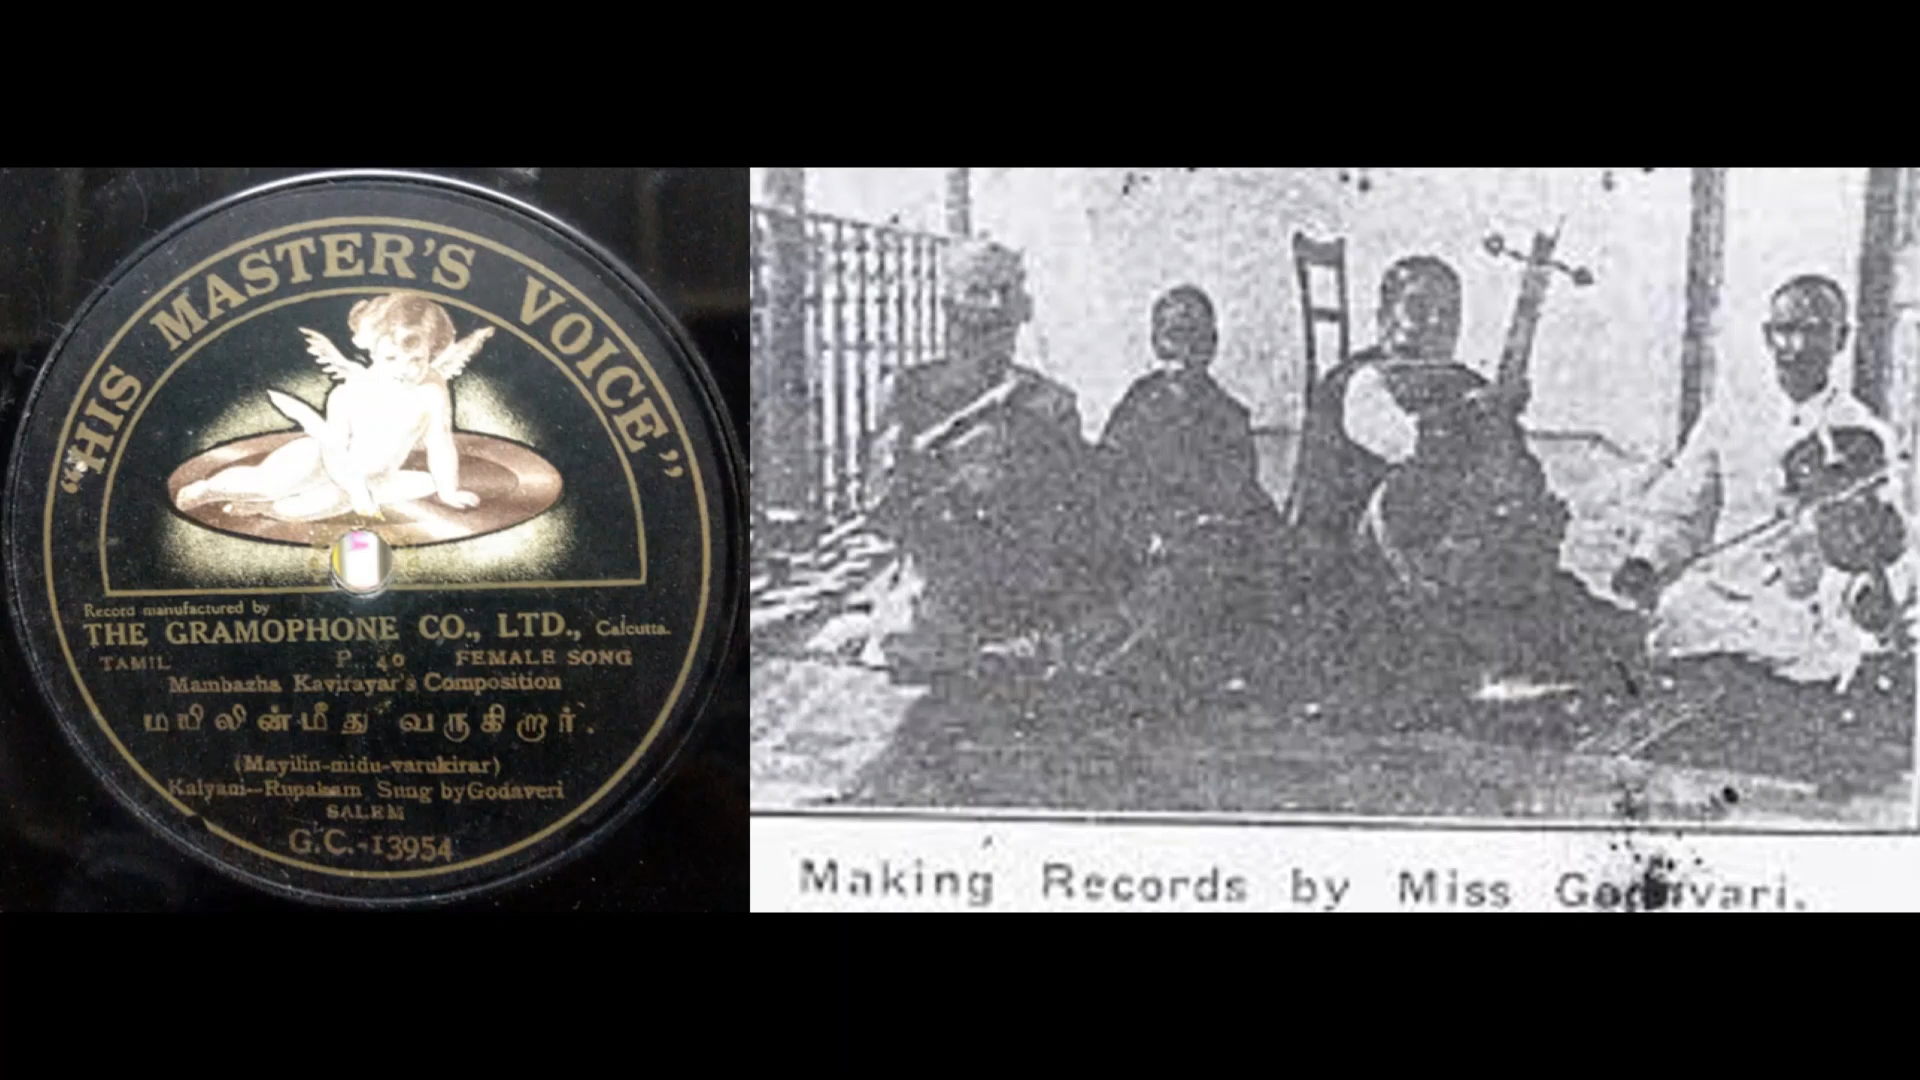 "HIS MASTER'S VOICE"
Record manufactured by
THE GRAMOPHONE CO., LTD., Calcutta.
TAMIL P. 40 FEMALE SONG
Mambazha Kavirayar's Composition
மயிலின்மீது வருகிறார்.
(Mayilin-midu-varukirar)
Kalyani--Rupakam Sung by Godaveri
SALEM
G.C.-13954
Making Records by Miss Godavari.